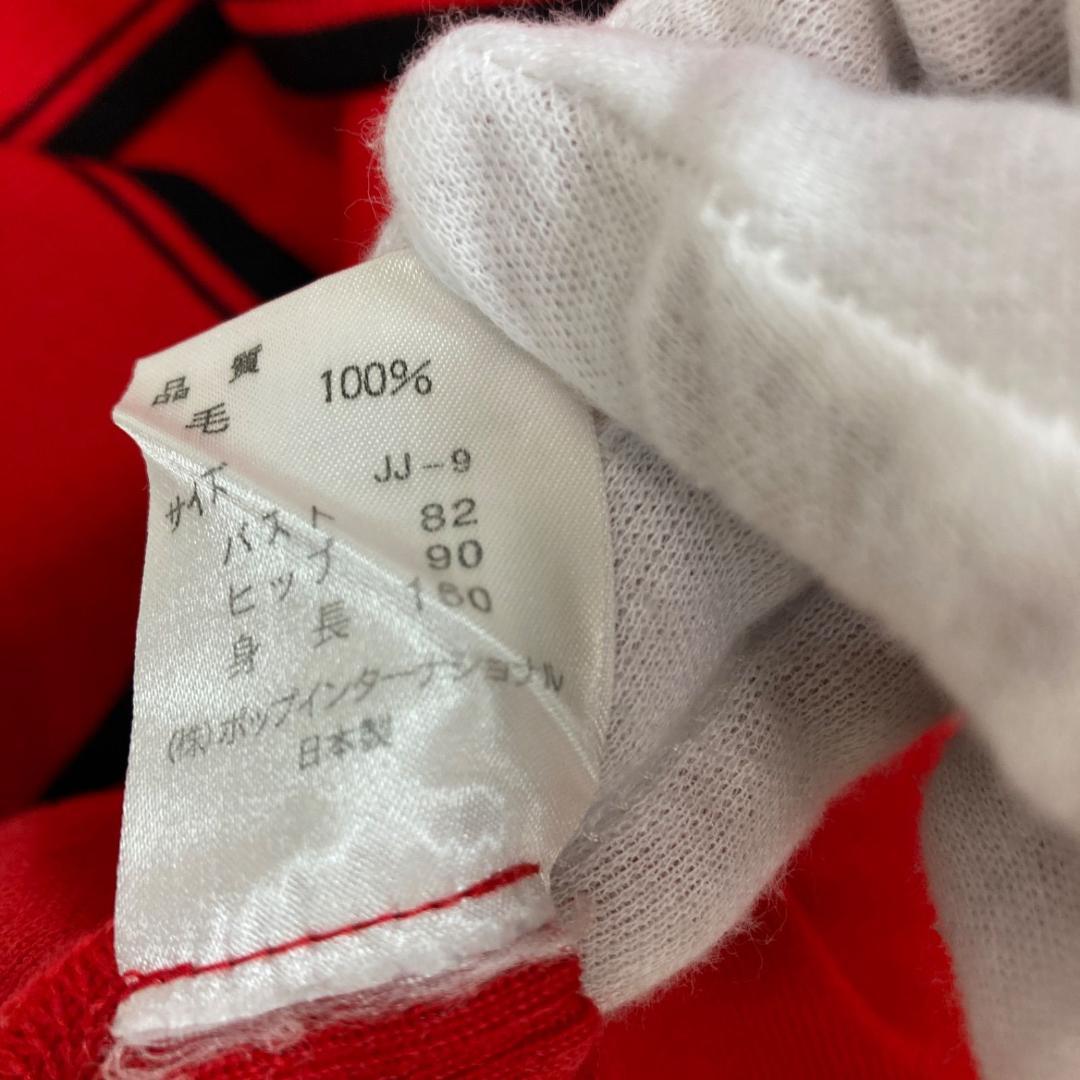 品 質
毛 100%
サイズ JJ-9
バスト 82
ヒップ 90
身 長 160
(株)ポップインターナショナル
日本製